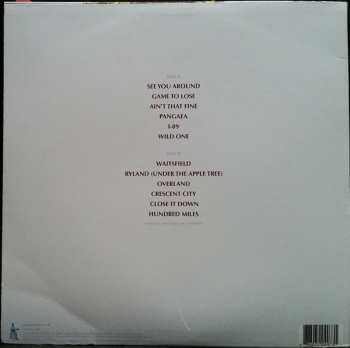 SEE YOU AROUND
GAME TO LOSE
AIN'T THAT FINE
PANGAEA
I-89
WILD ONE
WAITSFIELD
RYLAND (UNDER THE APPLE TREE)
OVERLAND
CRESCENT CITY
CLOSE IT DOWN
HUNDRED MILES